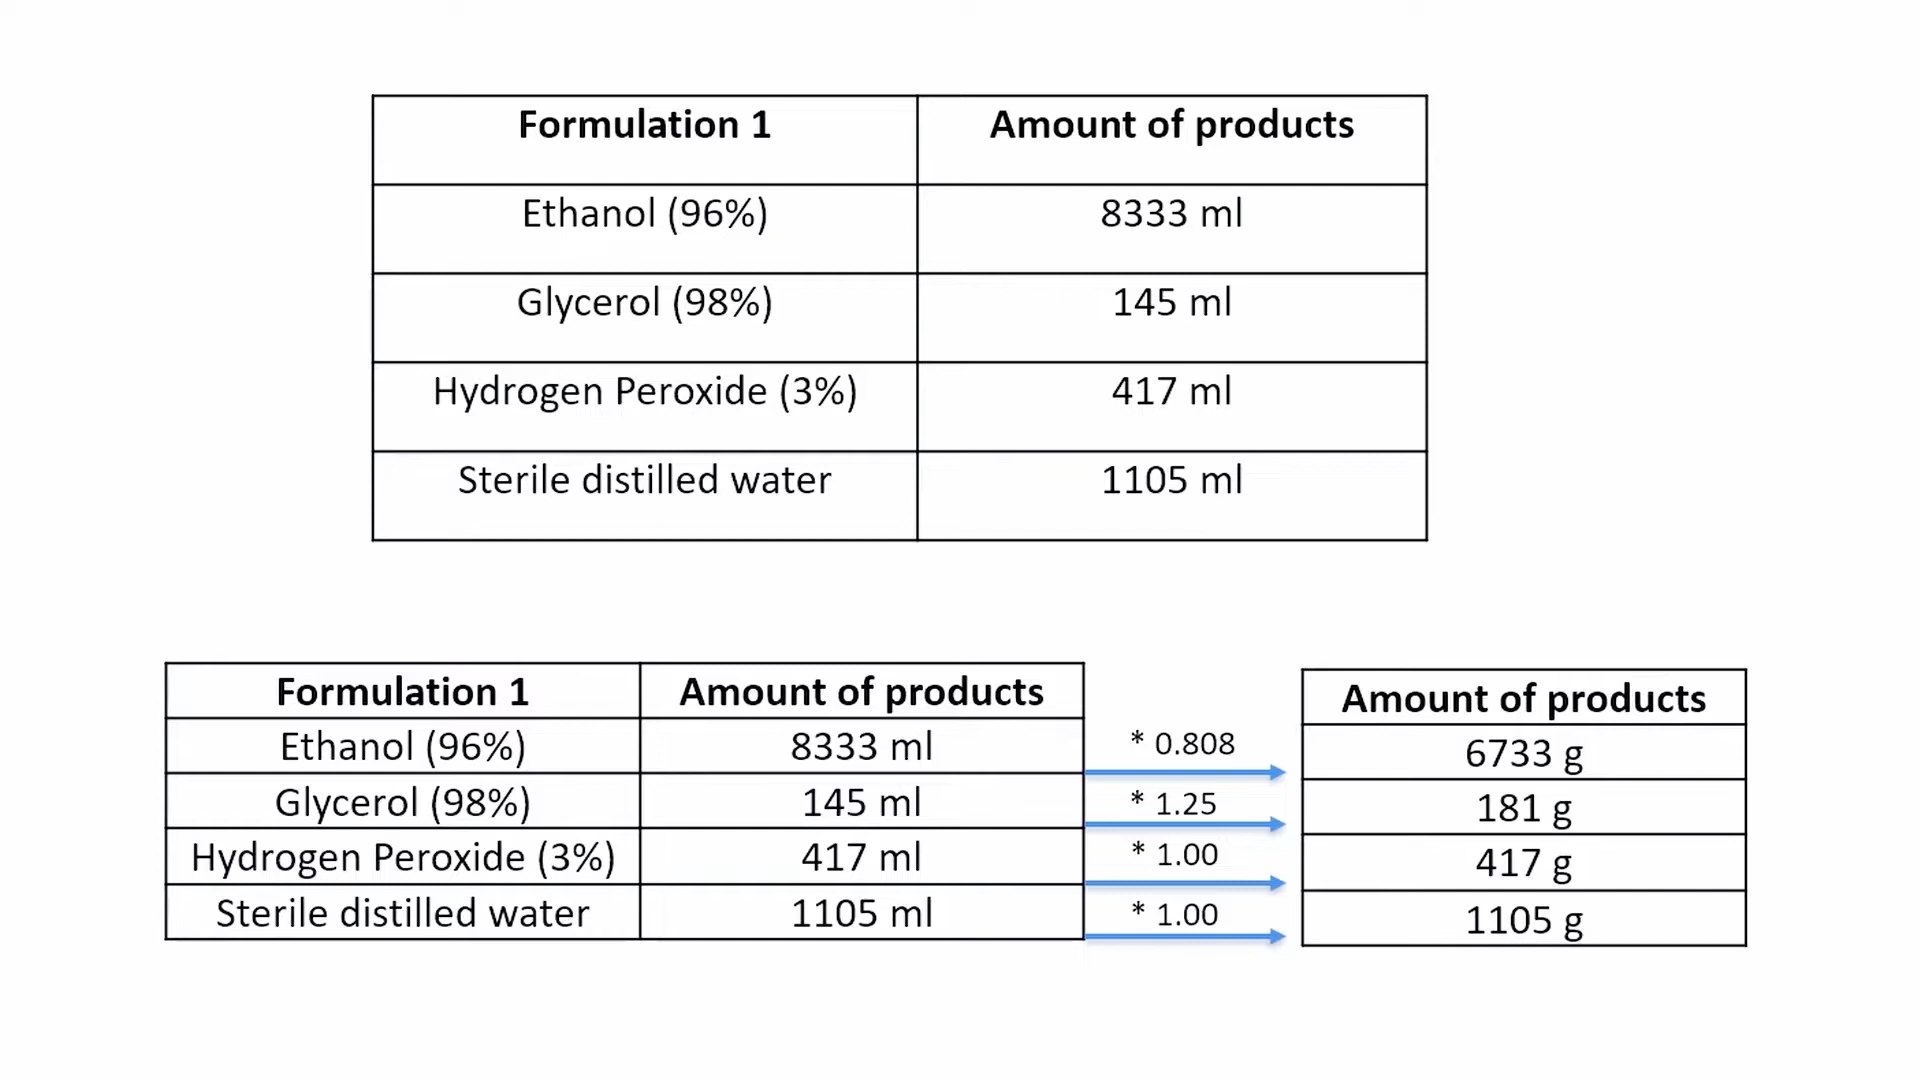 Formulation 1 Amount of products
Ethanol (96%) 8333 ml
Glycerol (98%) 145 ml
Hydrogen Peroxide (3%) 417 ml
Sterile distilled water 1105 ml
Formulation 1 Amount of products Amount of products
Ethanol (96%) 8333 ml * 0.808 6733 g
Glycerol (98%) 145 ml * 1.25 181 g
Hydrogen Peroxide (3%) 417 ml * 1.00 417 g
Sterile distilled water 1105 ml * 1.00 1105 g